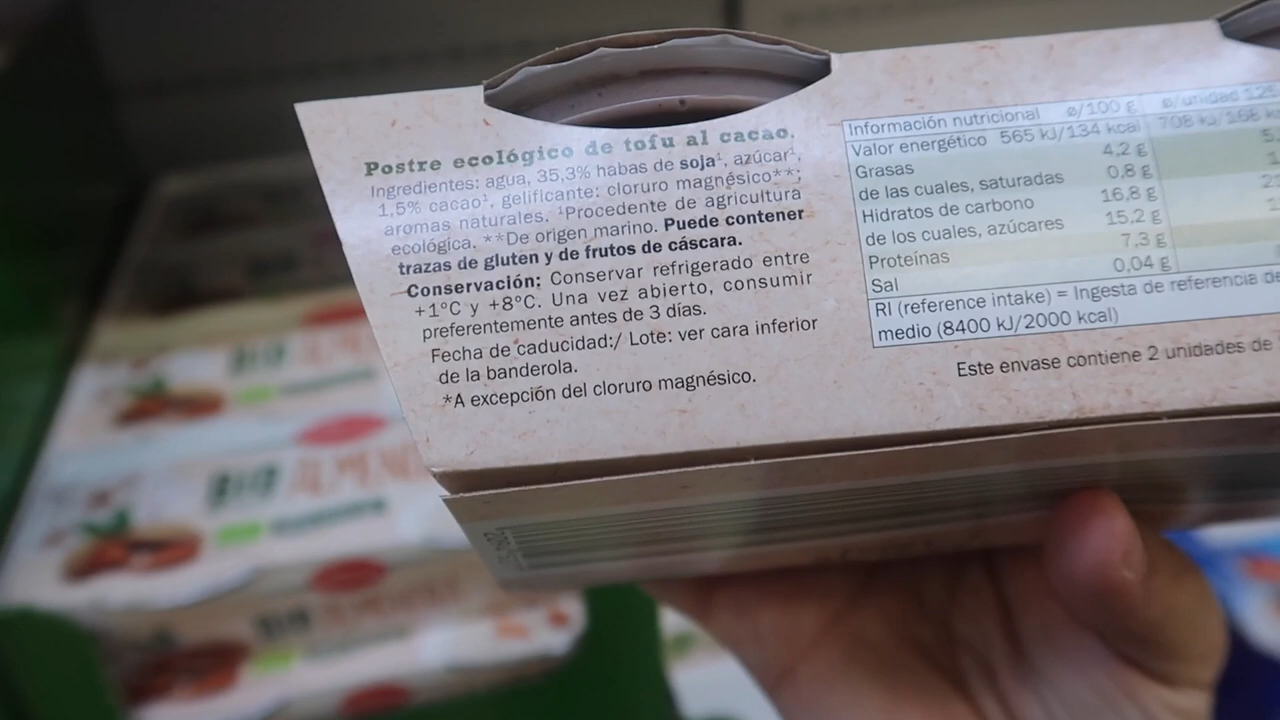 Postre ecológico de tofu al cacao.
Ingredientes: agua, 35,3% habas de soja¹, azúcar¹,
1,5% cacao¹, gelificante: cloruro magnésico**;
aromas naturales. ¹Procedente de agricultura
ecológica. **De origen marino. Puede contener
trazas de gluten y de frutos de cáscara.
Conservación: Conservar refrigerado entre
+1°C y +8°C. Una vez abierto, consumir
preferentemente antes de 3 días.
Fecha de caducidad:/ Lote: ver cara inferior
de la banderola.
*A excepción del cloruro magnésico.
Información nutricional ø/100 g ø/unidad
Valor energético 565 kJ/134 kcal
Grasas 4,2 g
de las cuales, saturadas 0,8 g
Hidratos de carbono 16,8 g
de los cuales, azúcares 15,2 g
Proteínas 7,3 g
Sal 0,04 g
RI (reference intake) = Ingesta de referencia de
medio (8400 kJ/2000 kcal)
Este envase contiene 2 unidades de
BIO
BIO
BIO